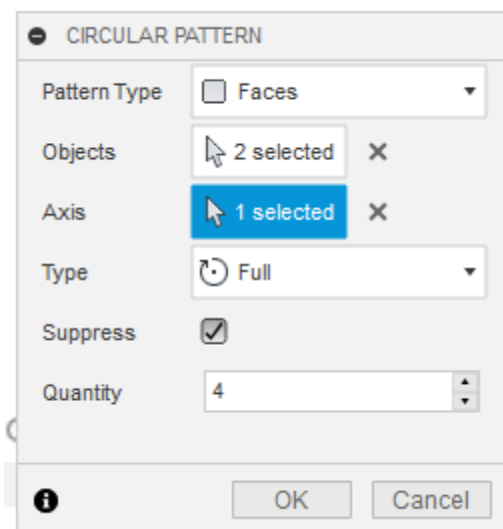 CIRCULAR PATTERN
Pattern Type Faces
Objects 2 selected
Axis 1 selected
Type Full
Suppress
Quantity 4
OK Cancel